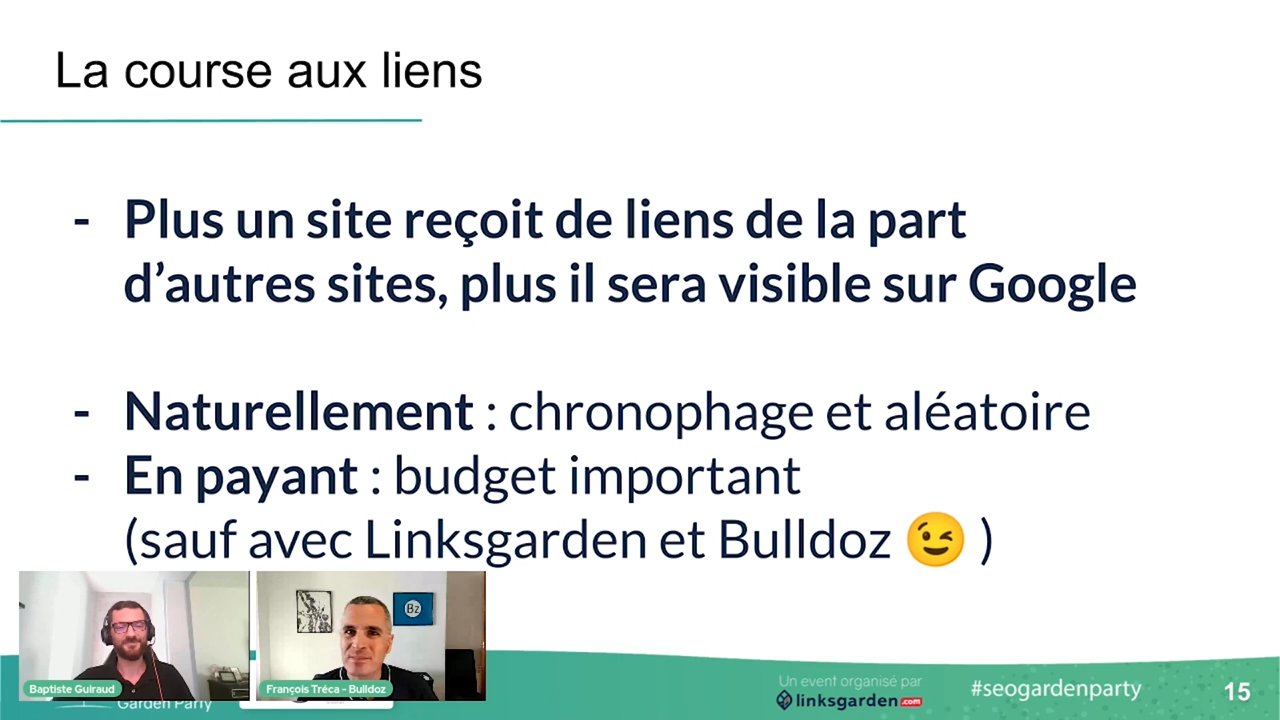 La course aux liens
- Plus un site reçoit de liens de la part
d’autres sites, plus il sera visible sur Google
- Naturellement : chronophage et aléatoire
- En payant : budget important
(sauf avec Linksgarden et Bulldoz 😉 )
Bz
Baptiste Guiraud
François Tréca - Bulldoz
Garden Party
Un event organisé par
linksgarden.com
#seogardenparty
15